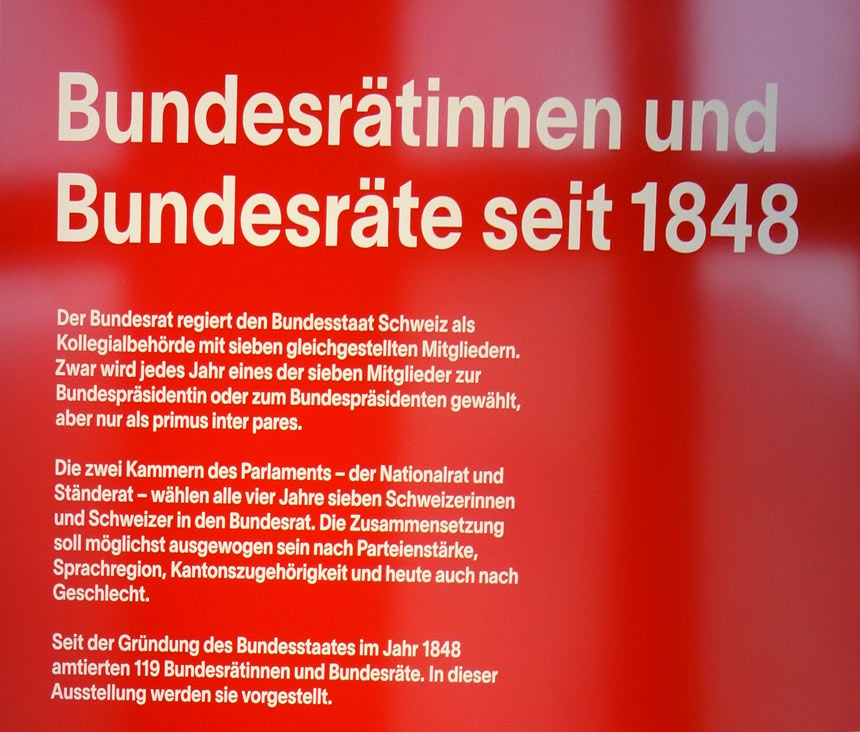 Bundesrätinnen und
Bundesräte seit 1848
Der Bundesrat regiert den Bundesstaat Schweiz als
Kollegialbehörde mit sieben gleichgestellten Mitgliedern.
Zwar wird jedes Jahr eines der sieben Mitglieder zur
Bundespräsidentin oder zum Bundespräsidenten gewählt,
aber nur als primus inter pares.
Die zwei Kammern des Parlaments – der Nationalrat und
Ständerat – wählen alle vier Jahre sieben Schweizerinnen
und Schweizer in den Bundesrat. Die Zusammensetzung
soll möglichst ausgewogen sein nach Parteienstärke,
Sprachregion, Kantonszugehörigkeit und heute auch nach
Geschlecht.
Seit der Gründung des Bundesstaates im Jahr 1848
amtierten 119 Bundesrätinnen und Bundesräte. In dieser
Ausstellung werden sie vorgestellt.